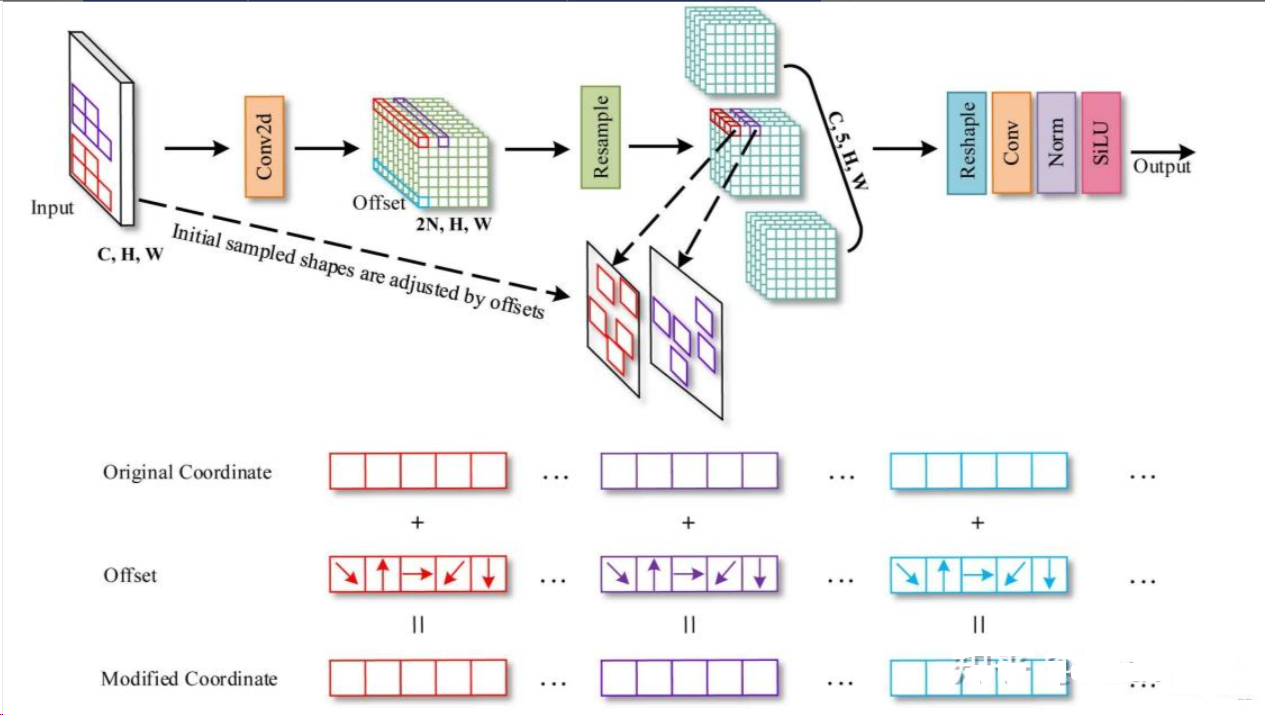 Input
C, H, W
Conv2d
Offset
2N, H, W
Resample
C, 5, H, W
Reshaple
Conv
Norm
SiLU
Output
Initial sampled shapes are adjusted by offsets
Original Coordinate
...
...
...
+
+
+
Offset
...
...
...
=
=
=
Modified Coordinate
...
...
...